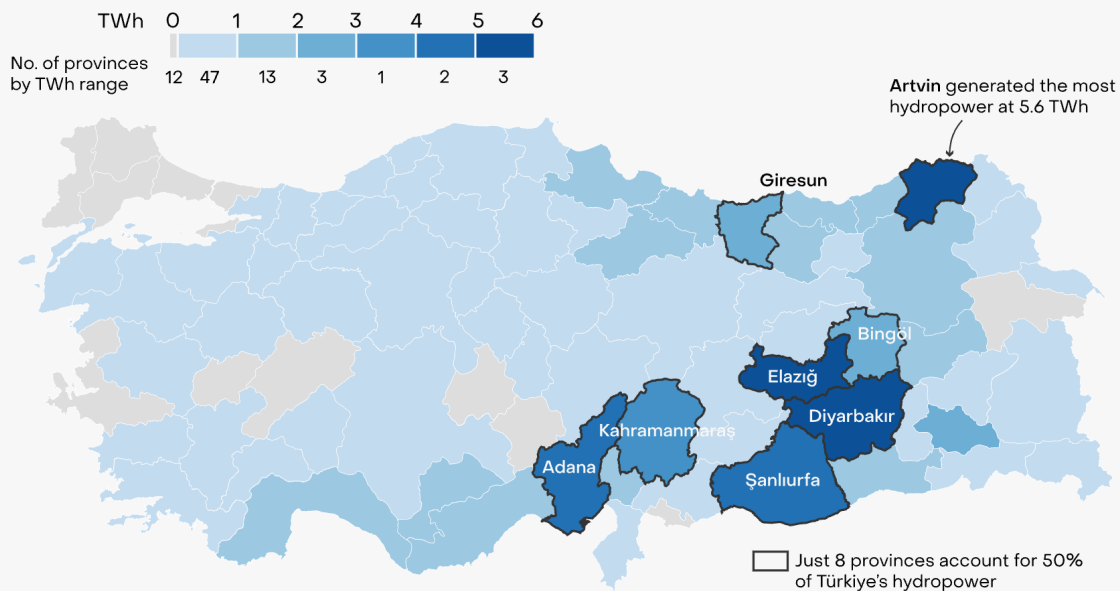 TWh 0 1 2 3 4 5 6
No. of provinces
by TWh range
12 47 13 3 1 2 3
Artvin generated the most
hydropower at 5.6 TWh
Giresun
Bingöl
Elazığ
Diyarbakır
Kahramanmaraş
Adana
Şanlıurfa
Just 8 provinces account for 50%
of Türkiye's hydropower